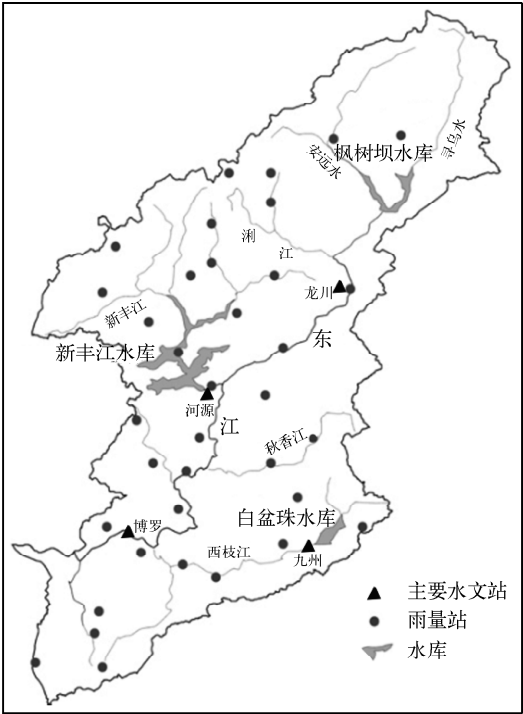 寻乌水
安远水
枫树坝水库
浰
江
龙川
新丰江
东
新丰江水库
河源
江
秋香江
白盆珠水库
博罗
西枝江
九州
主要水文站
雨量站
水库